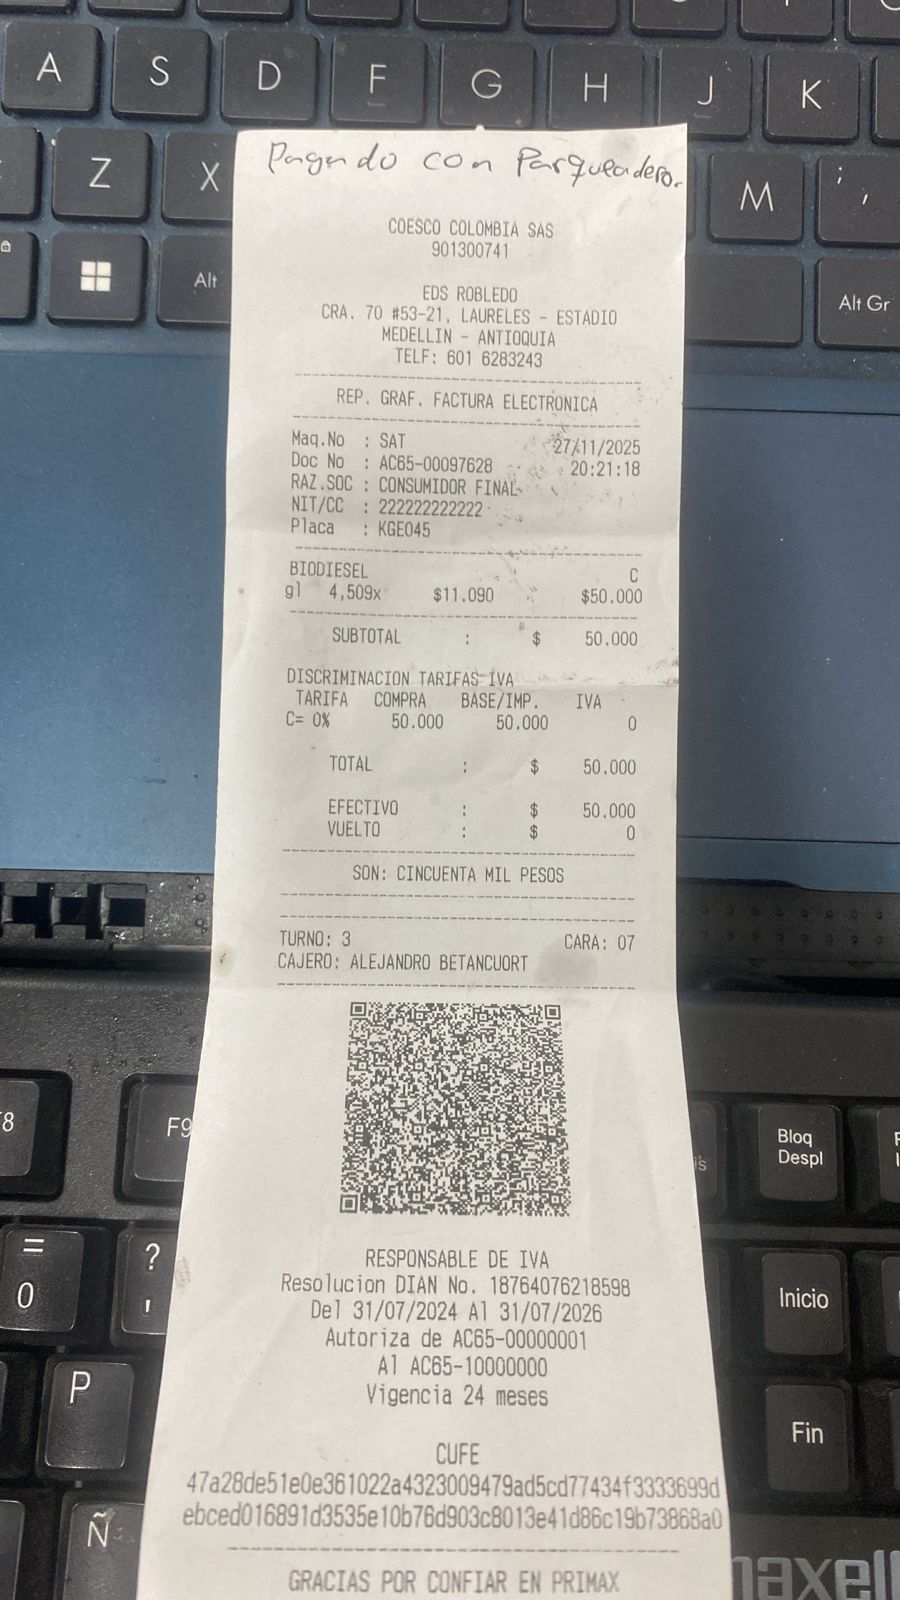 A S D F G H J K
Z X M ; ,
Alt Alt Gr
Pagado con Parqueadero.
COESCO COLOMBIA SAS
901300741
EDS ROBLEDO
CRA. 70 #53-21, LAURELES - ESTADIO
MEDELLIN - ANTIOQUIA
TELF: 601 6283243
REP. GRAF. FACTURA ELECTRONICA
Maq.No : SAT 27/11/2025
Doc No : AC65-00097628 20:21:18
RAZ.SOC : CONSUMIDOR FINAL
NIT/CC : 222222222222
Placa : KGE045
BIODIESEL C
gl 4,509x $11.090 $50.000
SUBTOTAL : $ 50.000
DISCRIMINACION TARIFAS IVA
TARIFA COMPRA BASE/IMP. IVA
C= 0% 50.000 50.000 0
TOTAL : $ 50.000
EFECTIVO : $ 50.000
VUELTO : $ 0
SON: CINCUENTA MIL PESOS
TURNO: 3 CARA: 07
CAJERO: ALEJANDRO BETANCUORT
RESPONSABLE DE IVA
Resolucion DIAN No. 18764076218598
Del 31/07/2024 Al 31/07/2026
Autoriza de AC65-00000001
Al AC65-10000000
Vigencia 24 meses
CUFE
47a28de51e0e361022a4323009479ad5cd77434f3333699d
ebced016891d3535e10b76d903c8013e41d86c19b73868a0
GRACIAS POR CONFIAR EN PRIMAX
F9
Bloq
Despl
= ?
0 '
Inicio
P
Fin
Ñ
maxell